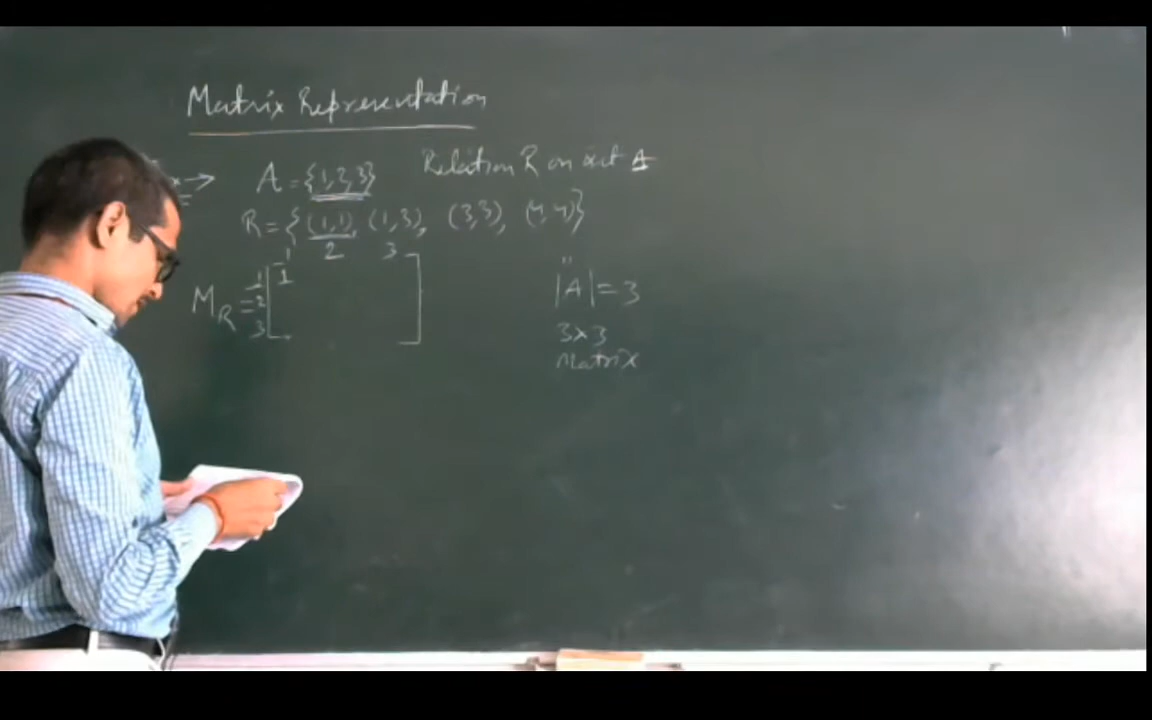 Matrix Representation
→ A = {1,2,3} Relation R on set A
R = {(1,1), (1,3), (3,3), (4,4)}
1 2 3
M_R = 1 [1 ] |A| = 3
2 3×3
3 Matrix